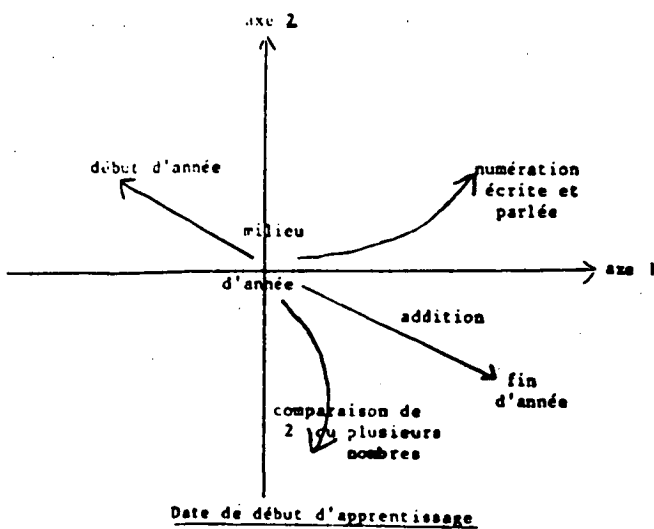 axe 2
début d'année
numération
écrite et
parlée
milieu
axe 1
d'année
addition
fin
d'année
comparaison de
2 ou plusieurs
nombres
Date de début d'apprentissage